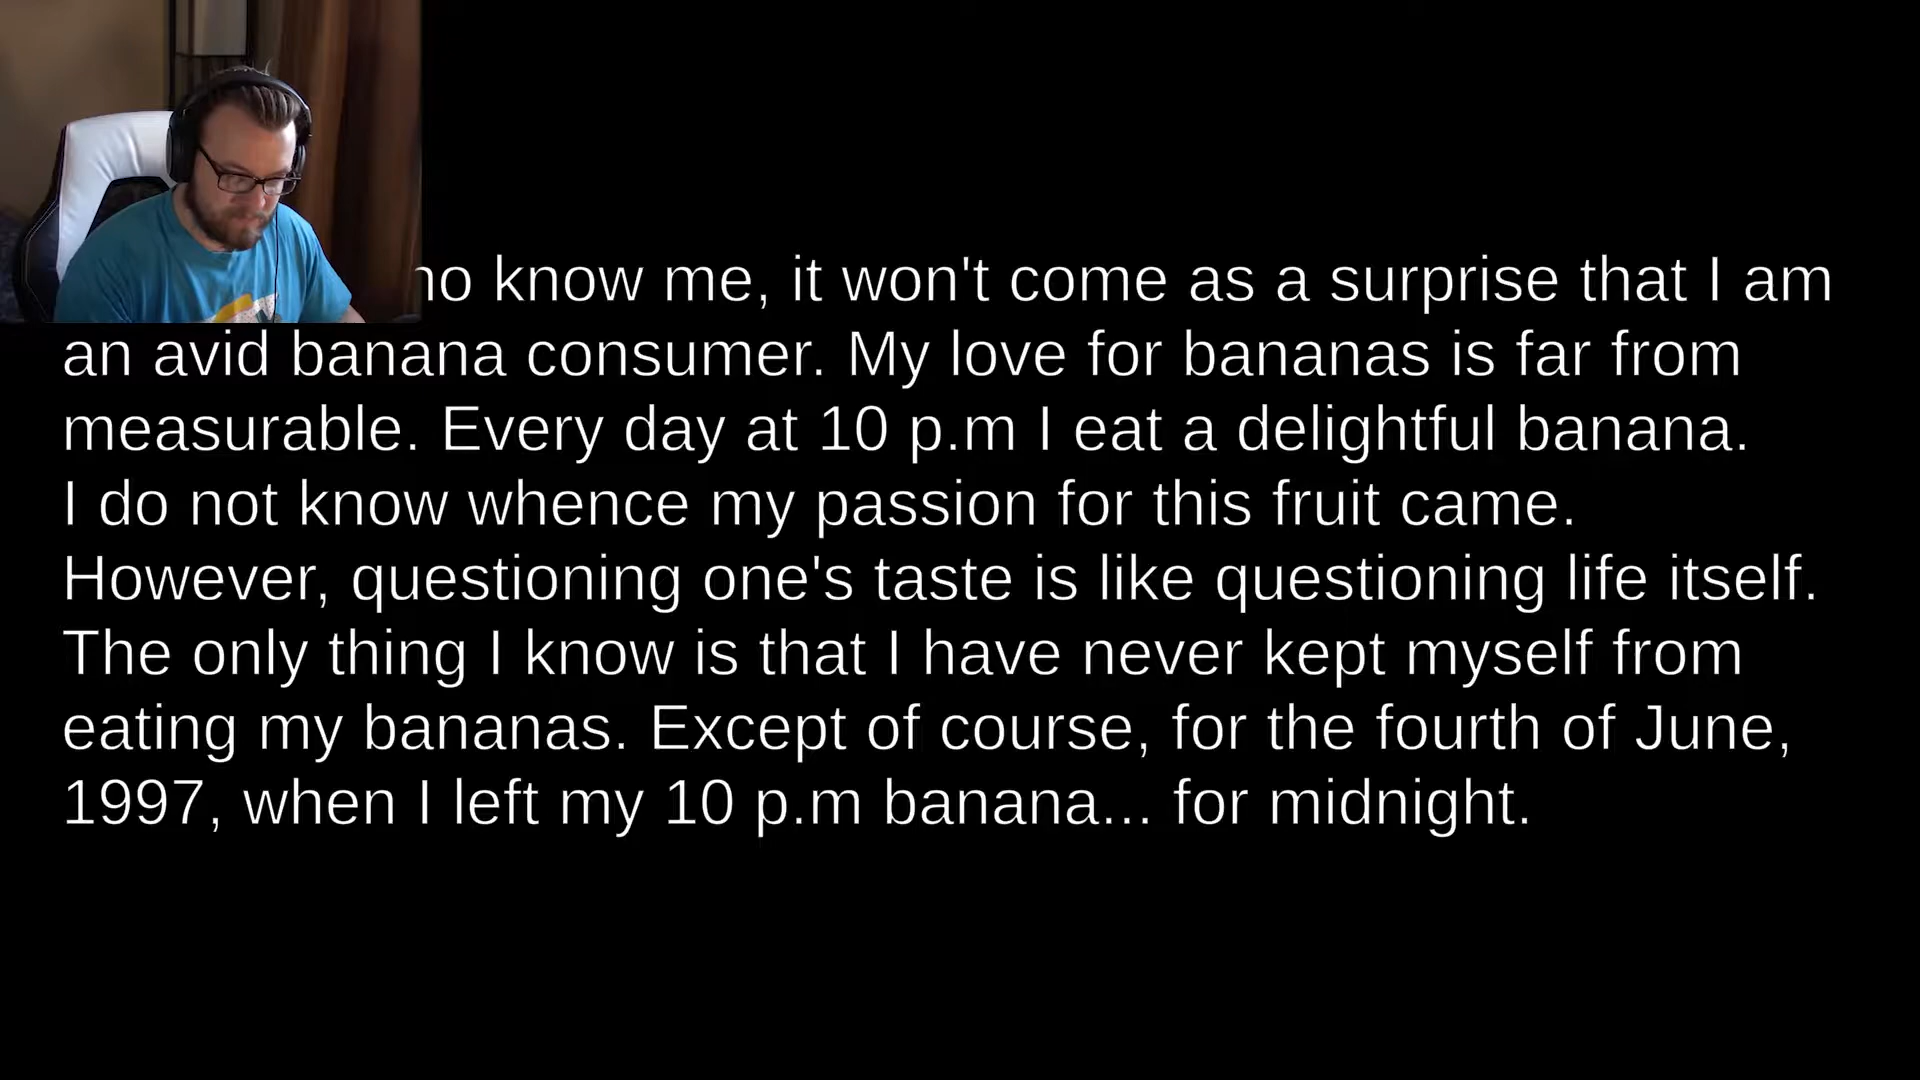 know me, it won't come as a surprise that I am
an avid banana consumer. My love for bananas is far from
measurable. Every day at 10 p.m I eat a delightful banana.
I do not know whence my passion for this fruit came.
However, questioning one's taste is like questioning life itself.
The only thing I know is that I have never kept myself from
eating my bananas. Except of course, for the fourth of June,
1997, when I left my 10 p.m banana... for midnight.